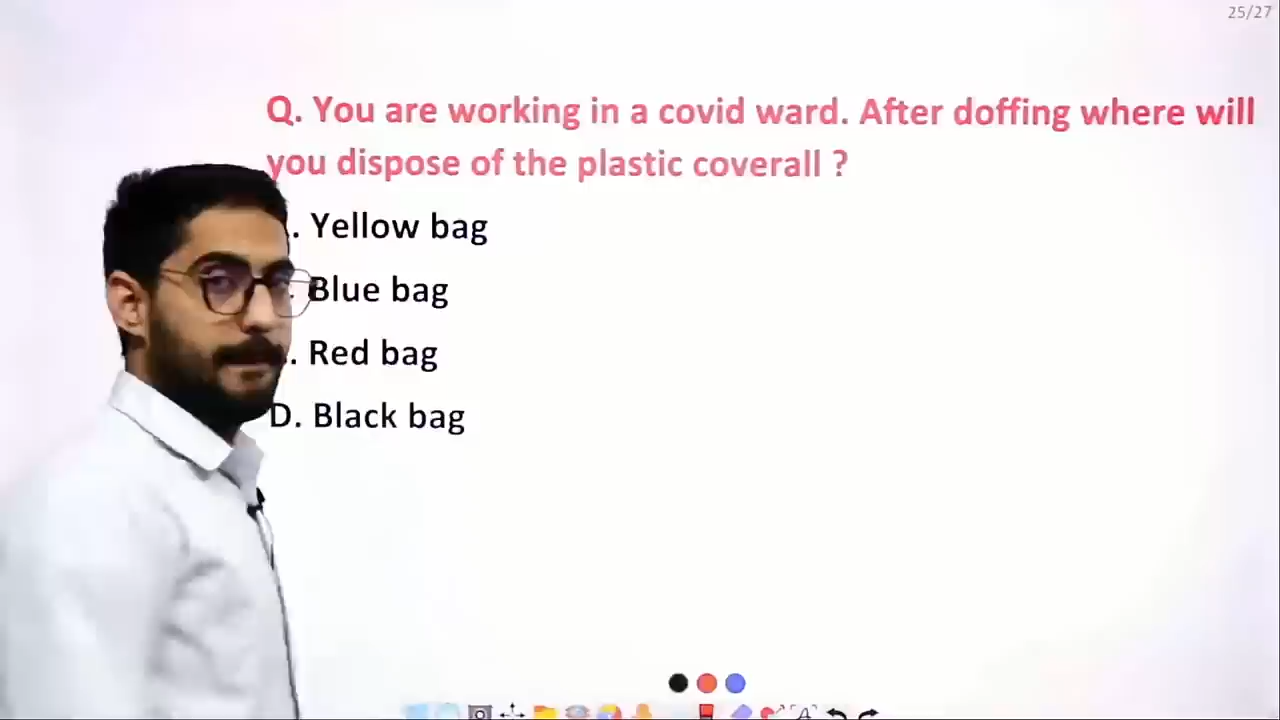 25/27
Q. You are working in a covid ward. After doffing where will
you dispose of the plastic coverall ?
. Yellow bag
. Blue bag
. Red bag
D. Black bag